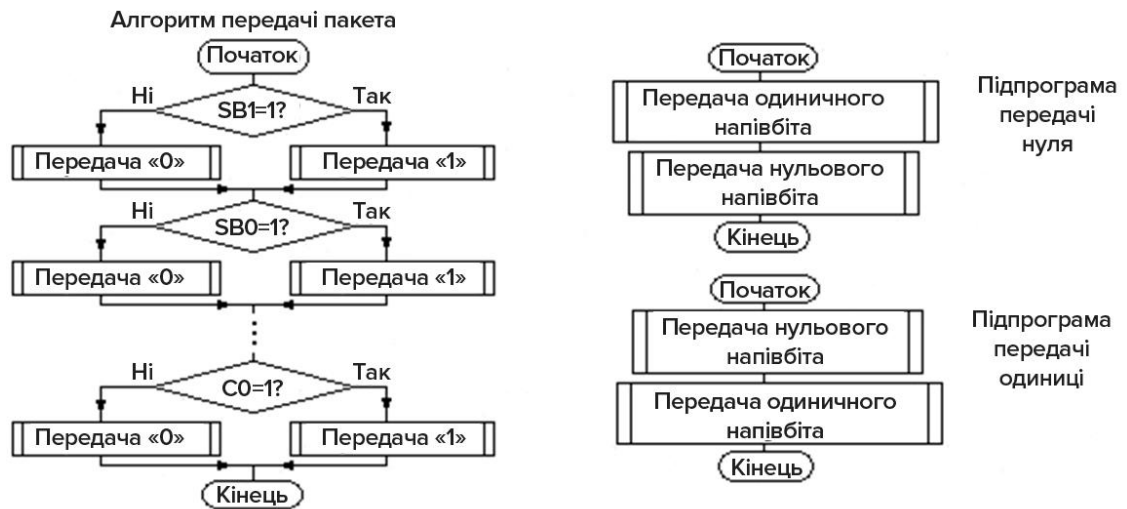 Алгоритм передачі пакета
Початок
Ні
Так
SB1=1?
Передача «0»
Передача «1»
Ні
Так
SB0=1?
Передача «0»
Передача «1»
Ні
Так
C0=1?
Передача «0»
Передача «1»
Кінець
Початок
Передача одиничного
напівбіта
Передача нульового
напівбіта
Кінець
Підпрограма
передачі
нуля
Початок
Передача нульового
напівбіта
Передача одиничного
напівбіта
Кінець
Підпрограма
передачі
одиниці